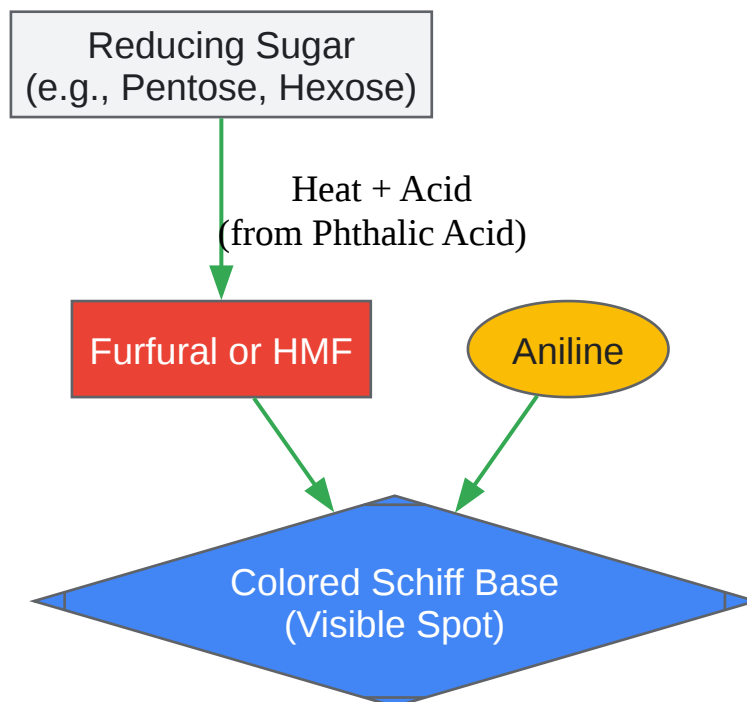 Reducing Sugar
(e.g., Pentose, Hexose)
Heat + Acid
(from Phthalic Acid)
Furfural or HMF
Aniline
Colored Schiff Base
(Visible Spot)